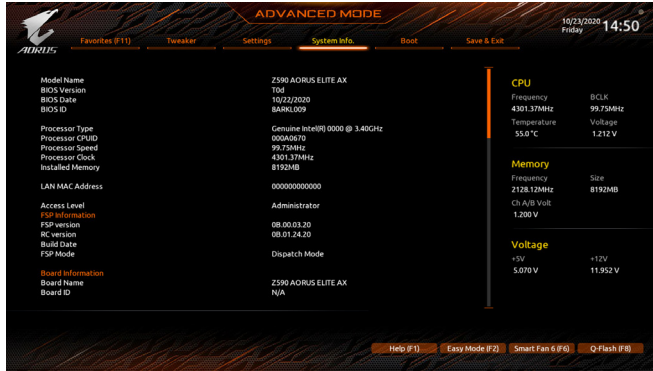 ADVANCED MODE
10/23/2020 Friday 14:50
AORUS
Favorites (F11) Tweaker Settings System Info. Boot Save & Exit
Model Name Z590 AORUS ELITE AX
BIOS Version T0d
BIOS Date 10/22/2020
BIOS ID 8ARKL009
Processor Type Genuine Intel(R) 0000 @ 3.40GHz
Processor CPUID 000A0670
Processor Speed 99.75MHz
Processor Clock 4301.37MHz
Installed Memory 8192MB
LAN MAC Address 000000000000
Access Level Administrator
FSP Information
FSP version 0B.00.03.20
RC version 0B.01.24.20
Build Date
FSP Mode Dispatch Mode
Board Information
Board Name Z590 AORUS ELITE AX
Board ID N/A
CPU
Frequency BCLK
4301.37MHz 99.75MHz
Temperature Voltage
55.0 °C 1.212 V
Memory
Frequency Size
2128.12MHz 8192MB
Ch A/B Volt
1.200 V
Voltage
+5V +12V
5.070 V 11.952 V
Help (F1) Easy Mode (F2) Smart Fan 6 (F6) Q-Flash (F8)